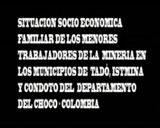 SITUACION SOCIO ECONOMICA
FAMILIAR DE LOS MENORES
TRABAJADORES DE LA MINERIA EN
LOS MUNICIPIOS DE TADÓ, ISTMINA
Y CONDOTO DEL DEPARTAMENTO
DEL CHOCO - COLOMBIA